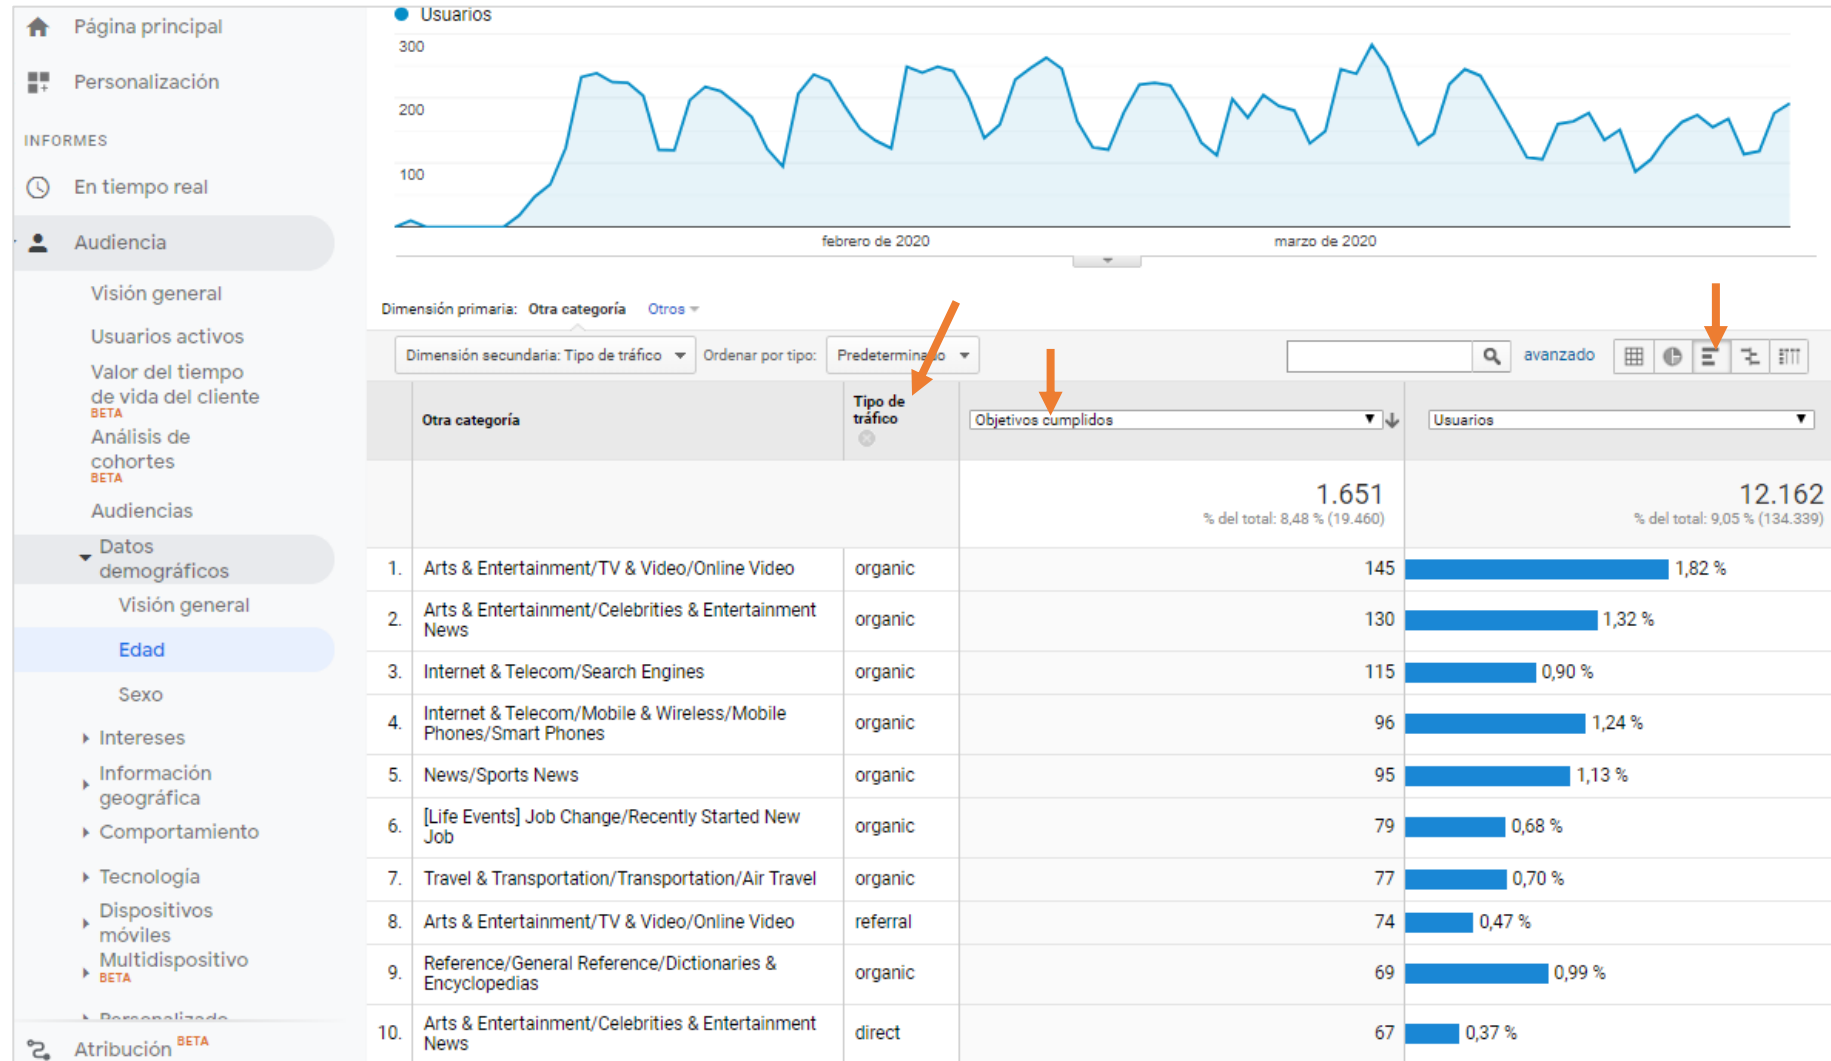 Página principal
Personalización
INFORMES
En tiempo real
Audiencia
Visión general
Usuarios activos
Valor del tiempo
de vida del cliente
BETA
Análisis de
cohortes
BETA
Audiencias
Datos
demográficos
Visión general
Edad
Sexo
Intereses
Información
geográfica
Comportamiento
Tecnología
Dispositivos
móviles
Multidispositivo
BETA
Personalizado
Atribución BETA
Usuarios
300
200
100
febrero de 2020
marzo de 2020
Dimensión primaria: Otra categoría Otros
Dimensión secundaria: Tipo de tráfico Ordenar por tipo: Predeterminado avanzado
Otra categoría
Tipo de
tráfico
Objetivos cumplidos
Usuarios
1.651
% del total: 8,48 % (19.460)
12.162
% del total: 9,05 % (134.339)
1. Arts & Entertainment/TV & Video/Online Video organic 145 1,82 %
2. Arts & Entertainment/Celebrities & Entertainment
News organic 130 1,32 %
3. Internet & Telecom/Search Engines organic 115 0,90 %
4. Internet & Telecom/Mobile & Wireless/Mobile
Phones/Smart Phones organic 96 1,24 %
5. News/Sports News organic 95 1,13 %
6. [Life Events] Job Change/Recently Started New
Job organic 79 0,68 %
7. Travel & Transportation/Transportation/Air Travel organic 77 0,70 %
8. Arts & Entertainment/TV & Video/Online Video referral 74 0,47 %
9. Reference/General Reference/Dictionaries &
Encyclopedias organic 69 0,99 %
10. Arts & Entertainment/Celebrities & Entertainment
News direct 67 0,37 %